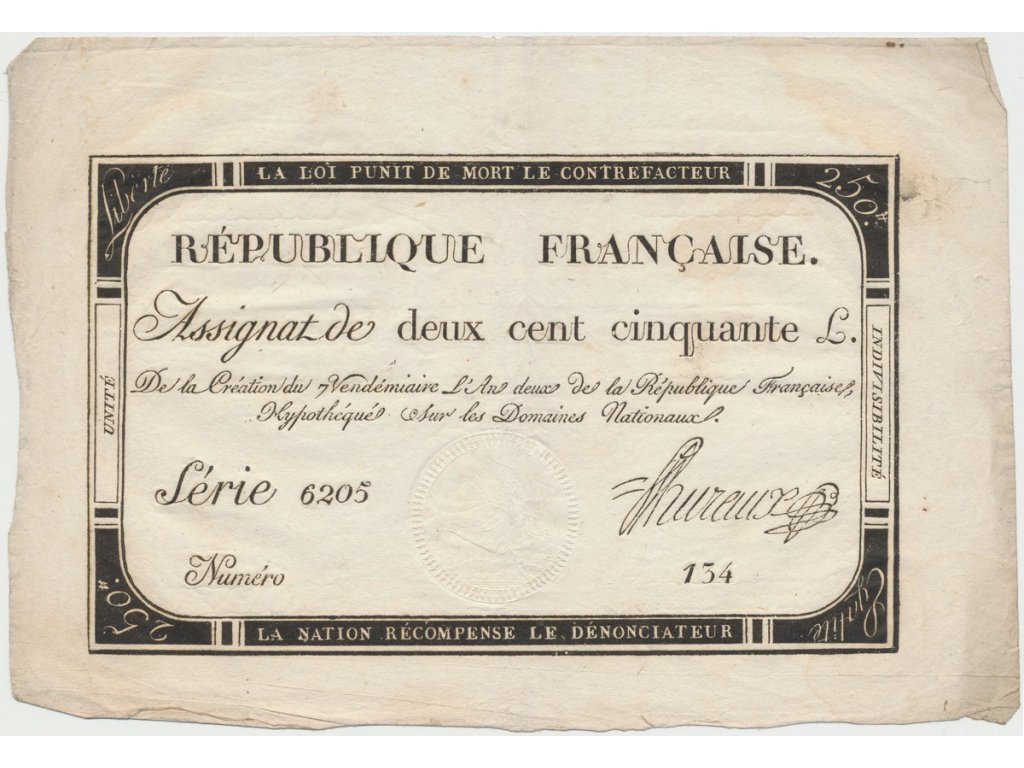 LA LOI PUNIT DE MORT LE CONTREFACTEUR
Liberté
250.
RÉPUBLIQUE FRANÇAISE.
Assignat de deux cent cinquante L.
De la Création du 7 Vendémiaire L'An deux de la République Française,
Hypothéqué Sur les Domaines Nationaux.
UNITÉ
INDIVISIBILITÉ
Série 6205
Numéro 134
250.
Egalité
LA NATION RÉCOMPENSE LE DÉNONCIATEUR